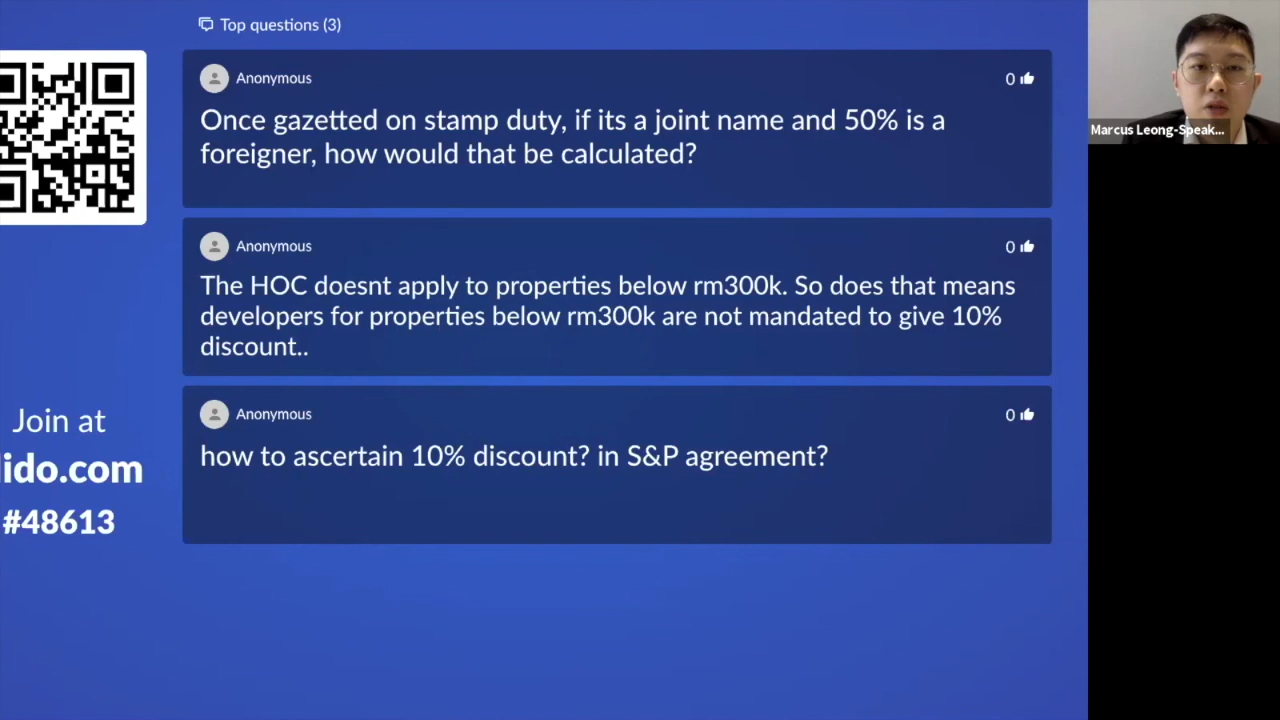 Top questions (3)
Anonymous
0
Once gazetted on stamp duty, if its a joint name and 50% is a
foreigner, how would that be calculated?
Anonymous
0
The HOC doesnt apply to properties below rm300k. So does that means
developers for properties below rm300k are not mandated to give 10%
discount..
Anonymous
0
how to ascertain 10% discount? in S&P agreement?
Join at
lido.com
#48613
Marcus Leong-Speak...